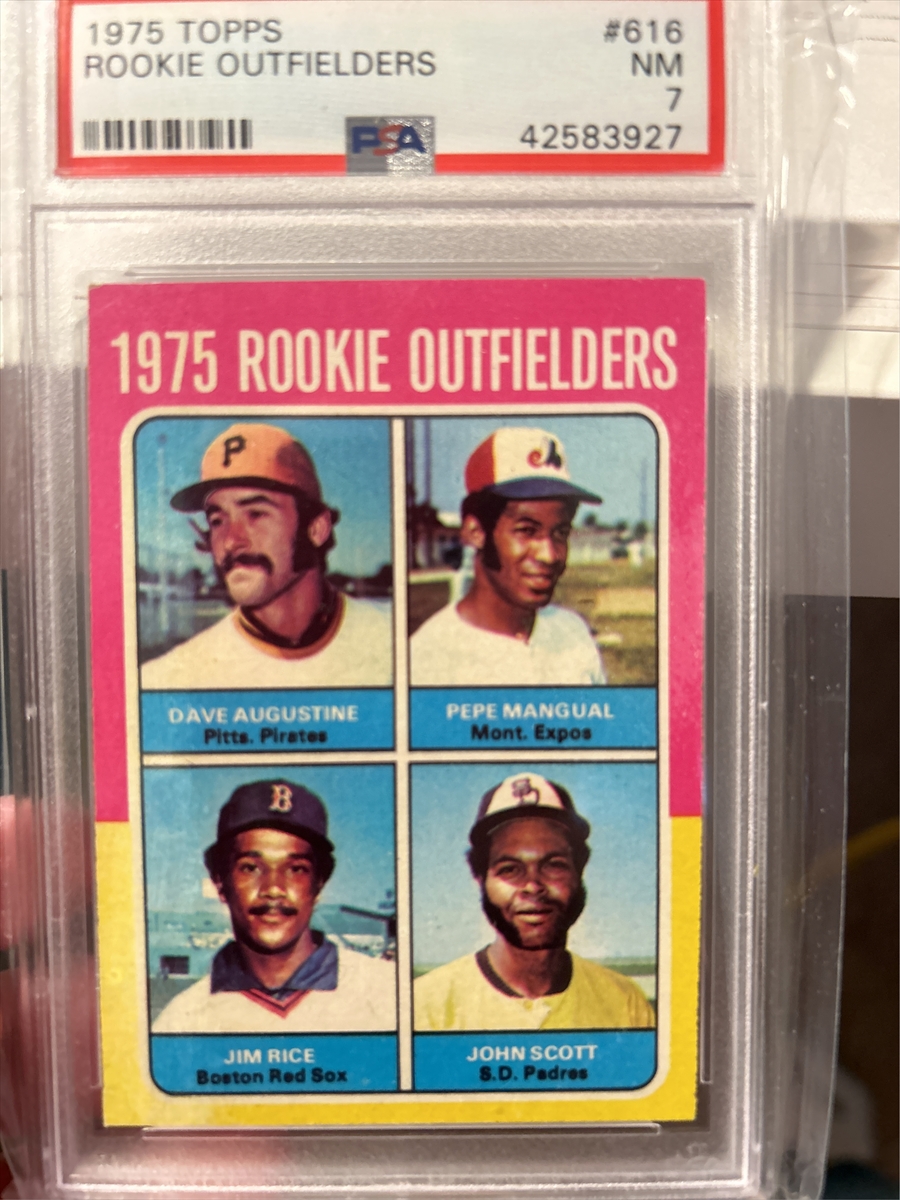 1975 TOPPS #616
ROOKIE OUTFIELDERS NM
7
PSA 42583927
1975 ROOKIE OUTFIELDERS
P
DAVE AUGUSTINE
Pitts. Pirates
PEPE MANGUAL
Mont. Expos
B
JIM RICE
Boston Red Sox
SD
JOHN SCOTT
S.D. Padres